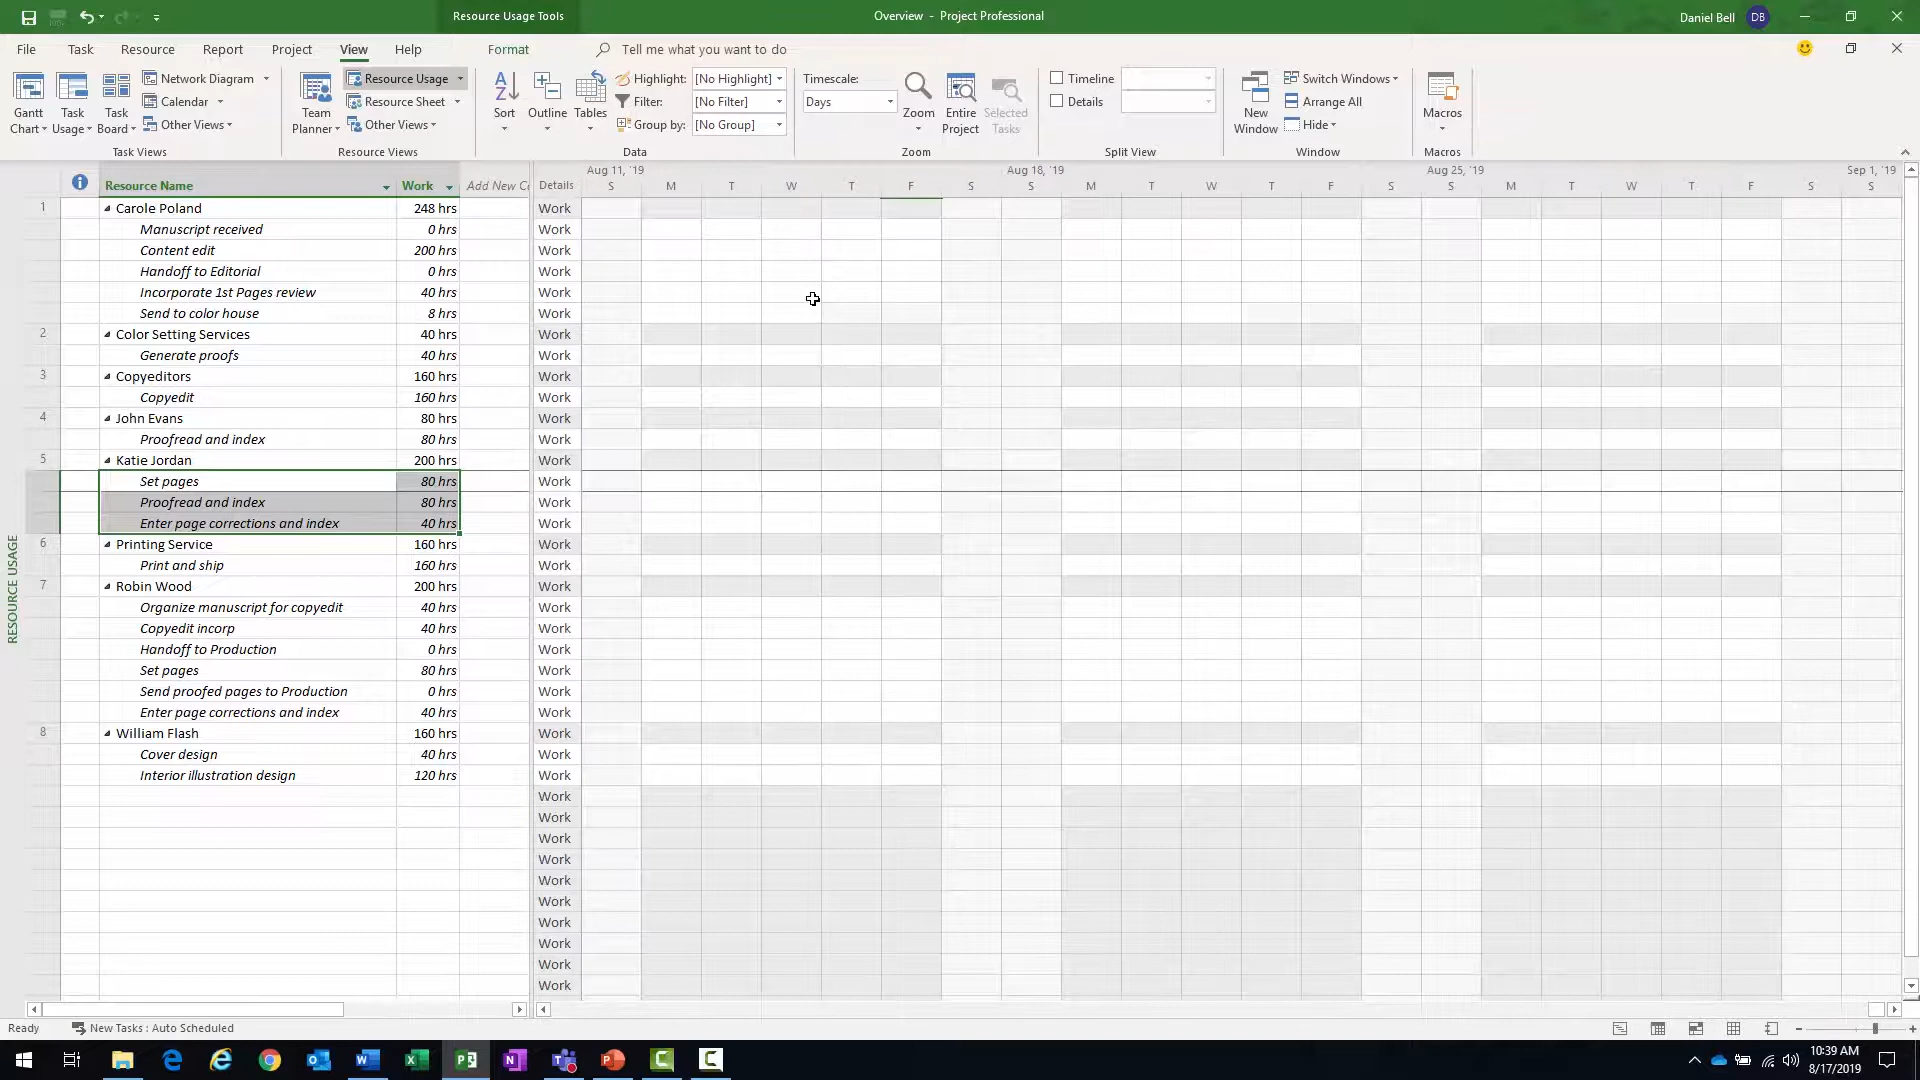 Resource Usage Tools
Overview - Project Professional
Daniel Bell DB
File Task Resource Report Project View Help Format Tell me what you want to do
Gantt Chart
Task Usage
Task Board
Network Diagram
Calendar
Other Views
Task Views
Team Planner
Resource Usage
Resource Sheet
Other Views
Resource Views
A Z Sort
Outline
Tables
Highlight: [No Highlight]
Filter: [No Filter]
Group by: [No Group]
Data
Timescale:
Days
Zoom
Entire Project
Selected Tasks
Zoom
Timeline
Details
Split View
New Window
Switch Windows
Arrange All
Hide
Window
Macros
Macros
Aug 11, '19 Aug 18, '19 Aug 25, '19 Sep 1, '19
Resource Name Work Add New Co Details S M T W T F S S M T W T F S S M T W T F S S
1 Carole Poland 248 hrs Work
Manuscript received 0 hrs Work
Content edit 200 hrs Work
Handoff to Editorial 0 hrs Work
Incorporate 1st Pages review 40 hrs Work
Send to color house 8 hrs Work
2 Color Setting Services 40 hrs Work
Generate proofs 40 hrs Work
3 Copyeditors 160 hrs Work
Copyedit 160 hrs Work
4 John Evans 80 hrs Work
Proofread and index 80 hrs Work
5 Katie Jordan 200 hrs Work
Set pages 80 hrs Work
Proofread and index 80 hrs Work
Enter page corrections and index 40 hrs Work
6 Printing Service 160 hrs Work
Print and ship 160 hrs Work
7 Robin Wood 200 hrs Work
Organize manuscript for copyedit 40 hrs Work
Copyedit incorp 40 hrs Work
Handoff to Production 0 hrs Work
Set pages 80 hrs Work
Send proofed pages to Production 0 hrs Work
Enter page corrections and index 40 hrs Work
8 William Flash 160 hrs Work
Cover design 40 hrs Work
Interior illustration design 120 hrs Work
Work
Work
Work
Work
Work
Work
Work
Work
Work
Work
RESOURCE USAGE
Ready New Tasks : Auto Scheduled
10:39 AM
8/17/2019